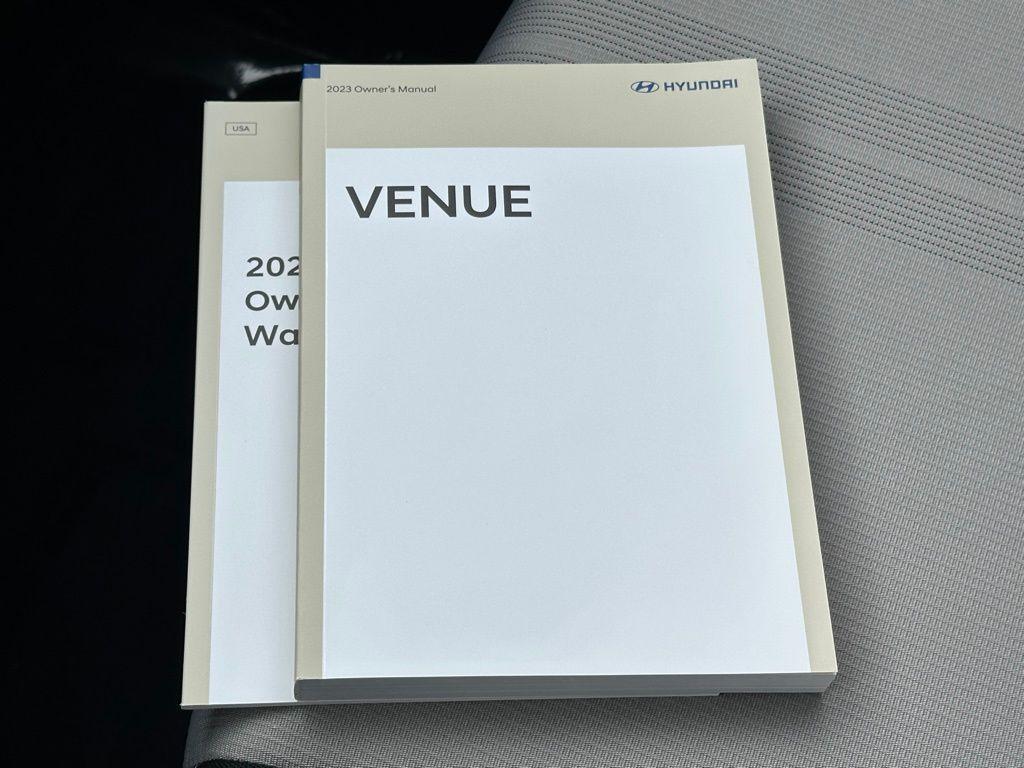 2023 Owner's Manual
HYUNDAI
VENUE
USA
202
Ow
Wa